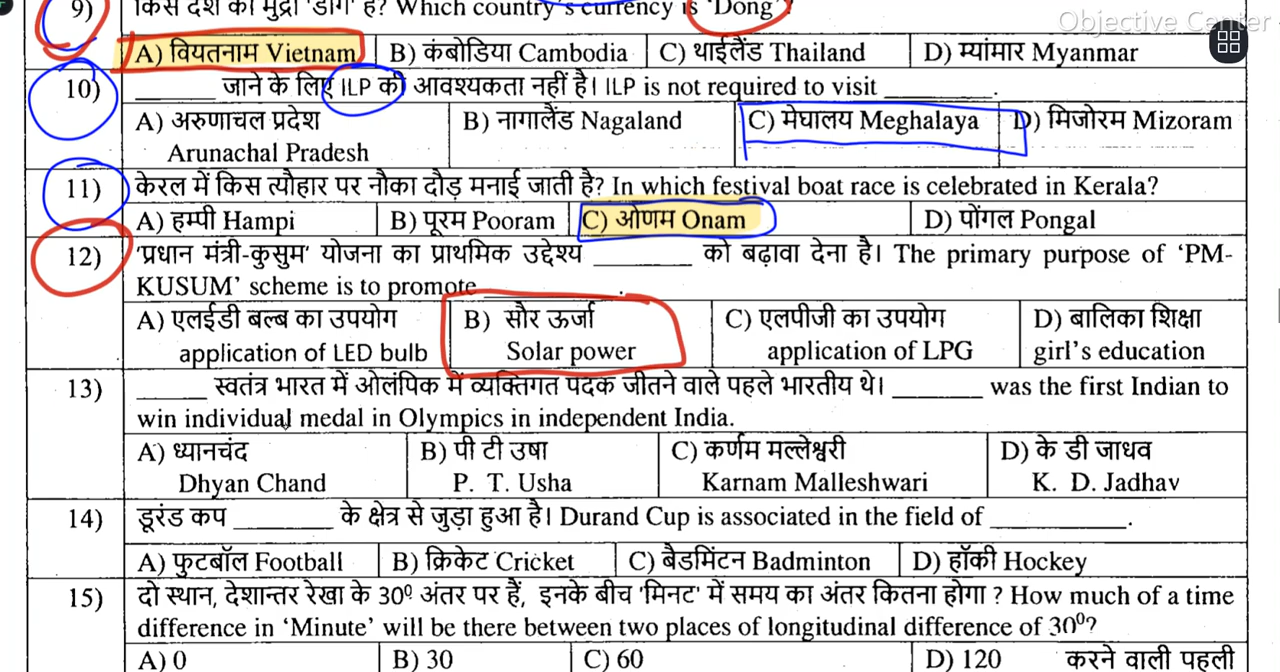 9) किस देश की मुद्रा 'डोंग' है? Which country's currency is 'Dong'?
Objective Center
A) वियतनाम Vietnam B) कंबोडिया Cambodia C) थाईलैंड Thailand D) म्यांमार Myanmar
10) ______ जाने के लिए ILP की आवश्यकता नहीं है। ILP is not required to visit ________.
A) अरुणाचल प्रदेश B) नागालैंड Nagaland C) मेघालय Meghalaya D) मिजोरम Mizoram
Arunachal Pradesh
11) केरल में किस त्यौहार पर नौका दौड़ मनाई जाती है? In which festival boat race is celebrated in Kerala?
A) हम्पी Hampi B) पूरम Pooram C) ओणम Onam D) पोंगल Pongal
12) 'प्रधान मंत्री-कुसुम' योजना का प्राथमिक उद्देश्य _______ को बढ़ावा देना है। The primary purpose of 'PM-
KUSUM' scheme is to promote __________.
A) एलईडी बल्ब का उपयोग B) सौर ऊर्जा C) एलपीजी का उपयोग D) बालिका शिक्षा
application of LED bulb Solar power application of LPG girl's education
13) _____ स्वतंत्र भारत में ओलंपिक में व्यक्तिगत पदक जीतने वाले पहले भारतीय थे। _______ was the first Indian to
win individual medal in Olympics in independent India.
A) ध्यानचंद B) पी टी उषा C) कर्णम मल्लेश्वरी D) के डी जाधव
Dhyan Chand P. T. Usha Karnam Malleshwari K. D. Jadhav
14) डूरंड कप _______ के क्षेत्र से जुड़ा हुआ है। Durand Cup is associated in the field of __________.
A) फुटबॉल Football B) क्रिकेट Cricket C) बैडमिंटन Badminton D) हॉकी Hockey
15) दो स्थान, देशान्तर रेखा के 30⁰ अंतर पर हैं, इनके बीच 'मिनट' में समय का अंतर कितना होगा ? How much of a time
difference in 'Minute' will be there between two places of longitudinal difference of 30⁰?
A) 0 B) 30 C) 60 D) 120 करने वाली पहली